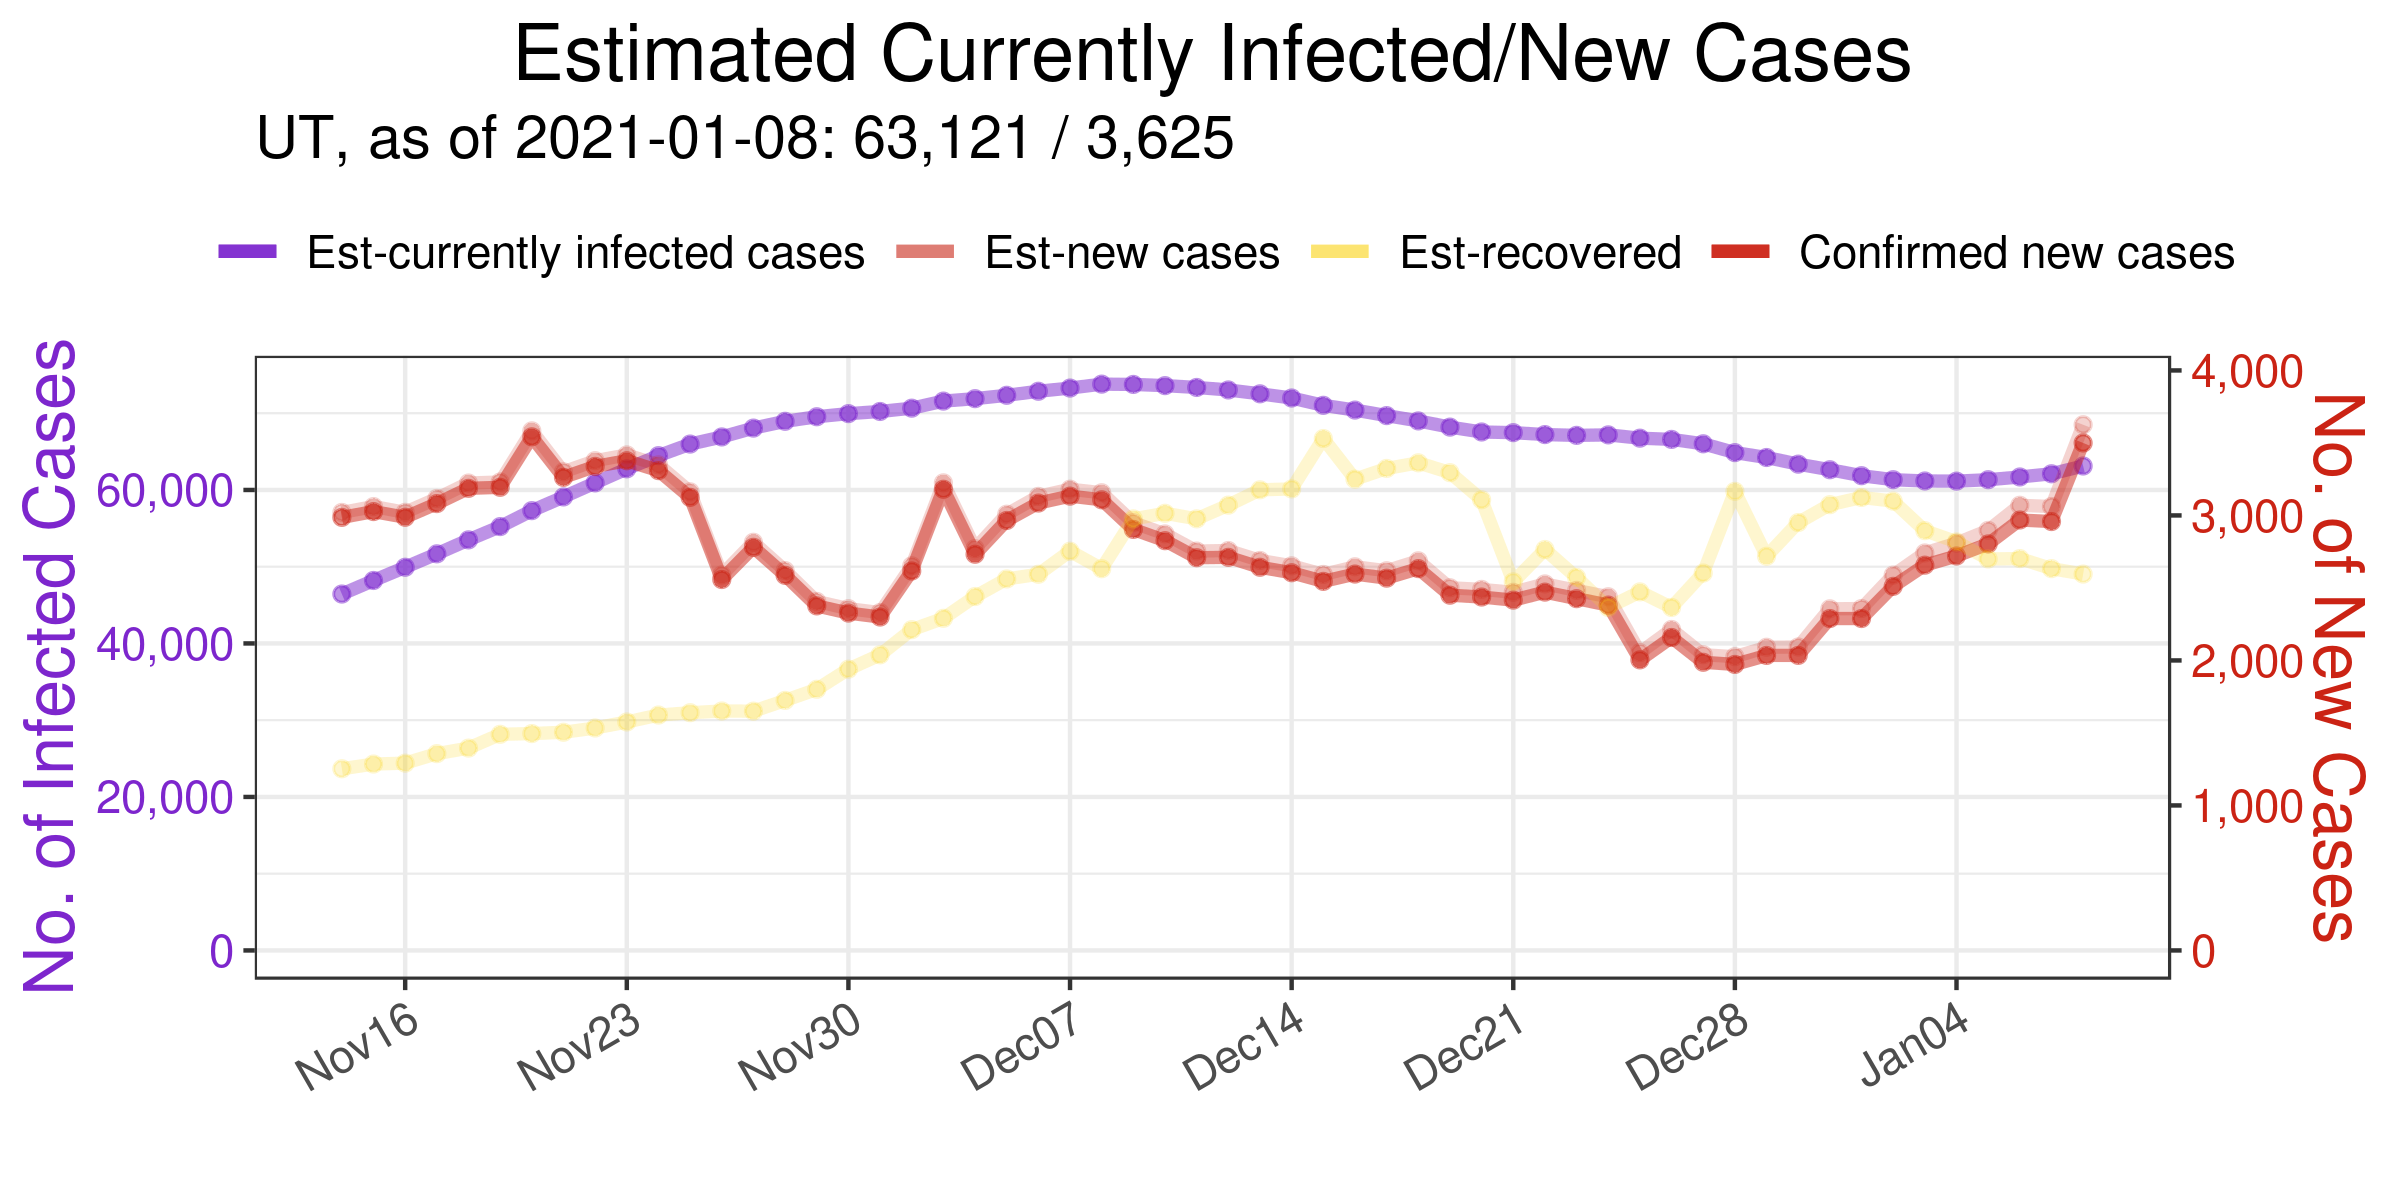 Estimated Currently Infected/New Cases
UT, as of 2021-01-08: 63,121 / 3,625
Est-currently infected cases Est-new cases Est-recovered Confirmed new cases
No. of Infected Cases
60,000
40,000
20,000
0
4,000
3,000
2,000
1,000
0
No. of New Cases
Nov16 Nov23 Nov30 Dec07 Dec14 Dec21 Dec28 Jan04